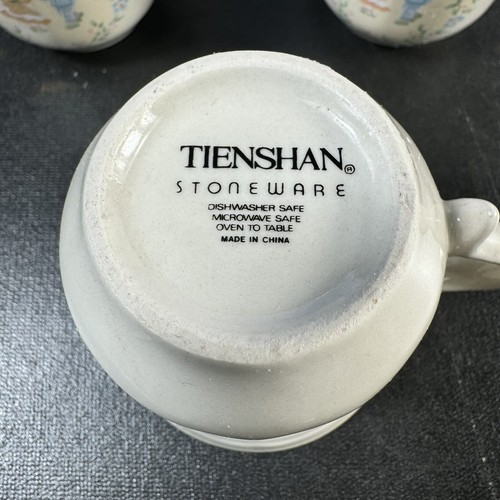 TIENSHAN®
STONEWARE
DISHWASHER SAFE
MICROWAVE SAFE
OVEN TO TABLE
MADE IN CHINA